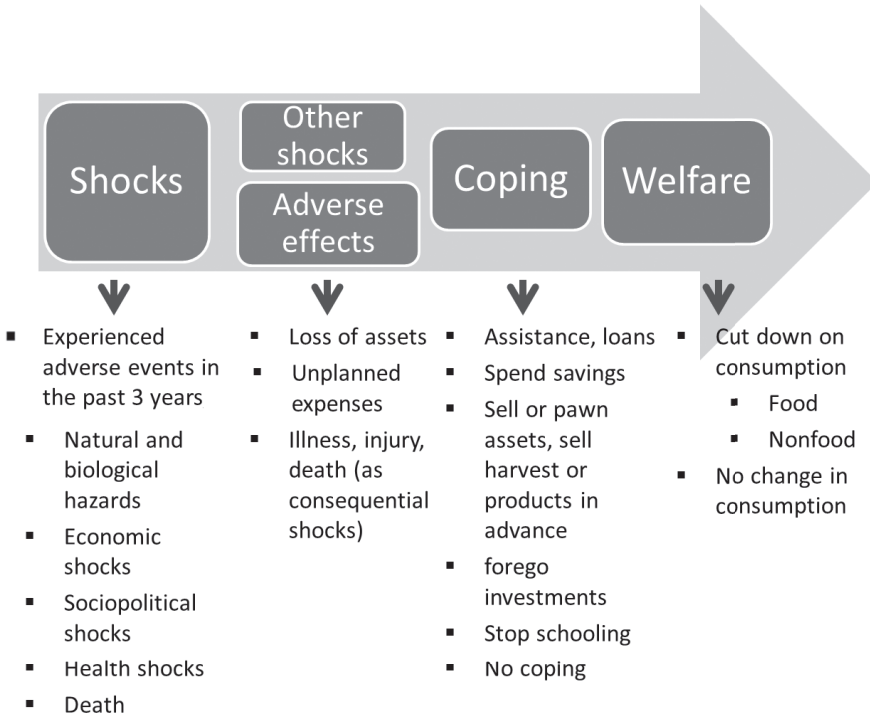 Shocks
Other
shocks
Adverse
effects
Coping
Welfare
▪ Experienced
adverse events in
the past 3 years
▪ Natural and
biological
hazards
▪ Economic
shocks
▪ Sociopolitical
shocks
▪ Health shocks
▪ Death
▪ Loss of assets
▪ Unplanned
expenses
▪ Illness, injury,
death (as
consequential
shocks)
▪ Assistance, loans
▪ Spend savings
▪ Sell or pawn
assets, sell
harvest or
products in
advance
▪ forego
investments
▪ Stop schooling
▪ No coping
▪ Cut down on
consumption
▪ Food
▪ Nonfood
▪ No change in
consumption